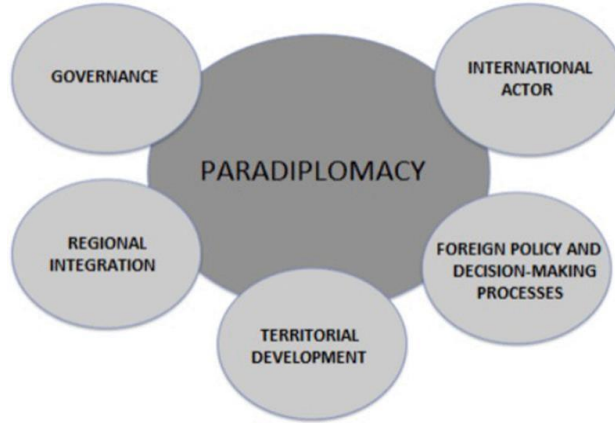 GOVERNANCE
INTERNATIONAL
ACTOR
PARADIPLOMACY
REGIONAL
INTEGRATION
FOREIGN POLICY AND
DECISION-MAKING
PROCESSES
TERRITORIAL
DEVELOPMENT